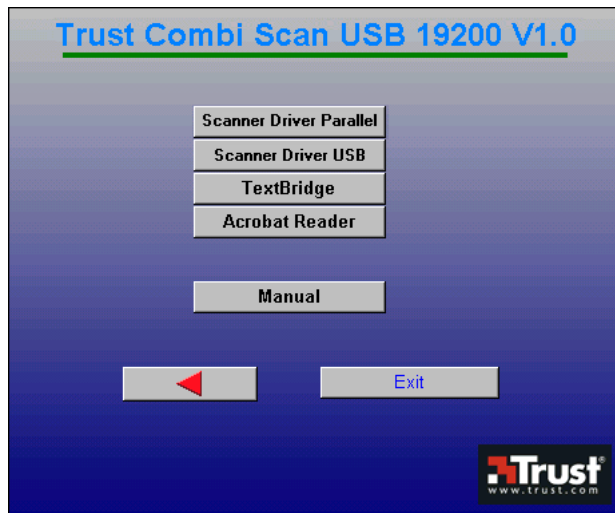 Trust Combi Scan USB 19200 V1.0
Scanner Driver Parallel
Scanner Driver USB
TextBridge
Acrobat Reader
Manual
Exit
Trust®
www.trust.com